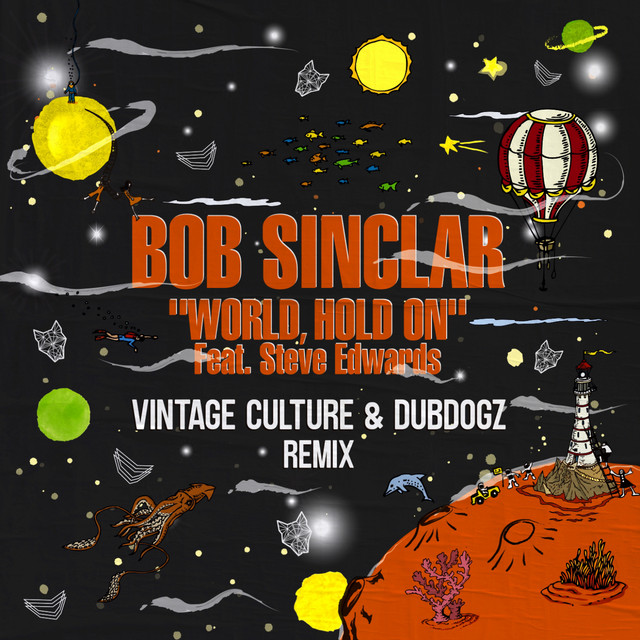 BOB SINCLAR
"WORLD, HOLD ON"
Feat. Steve Edwards
VINTAGE CULTURE & DUBDOGZ
REMIX